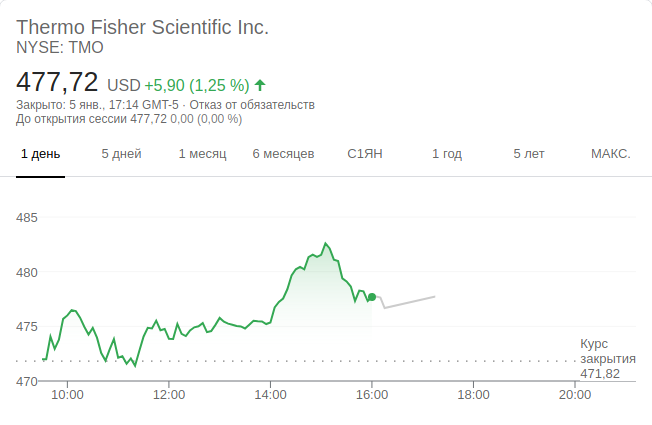 Thermo Fisher Scientific Inc.
NYSE: TMO
477,72 USD +5,90 (1,25 %)
Закрыто: 5 янв., 17:14 GMT-5 · Отказ от обязательств
До открытия сессии 477,72 0,00 (0,00 %)
1 день 5 дней 1 месяц 6 месяцев С1ЯН 1 год 5 лет МАКС.
485
480
475
470
Курс
закрытия
471,82
10:00 12:00 14:00 16:00 18:00 20:00